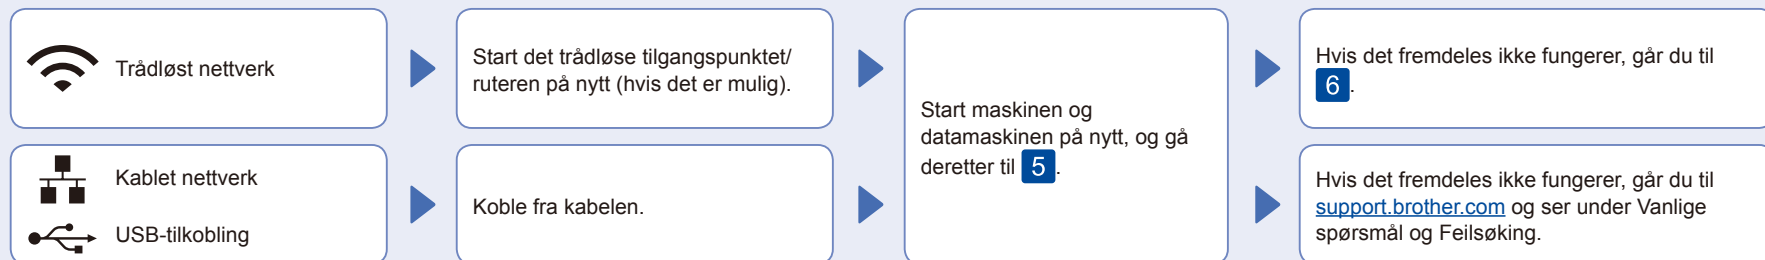 Trådløst nettverk
Start det trådløse tilgangspunktet/
ruteren på nytt (hvis det er mulig).
Kablet nettverk
USB-tilkobling
Koble fra kabelen.
Start maskinen og
datamaskinen på nytt, og gå
deretter til 5.
Hvis det fremdeles ikke fungerer, går du til
6.
Hvis det fremdeles ikke fungerer, går du til
support.brother.com og ser under Vanlige
spørsmål og Feilsøking.